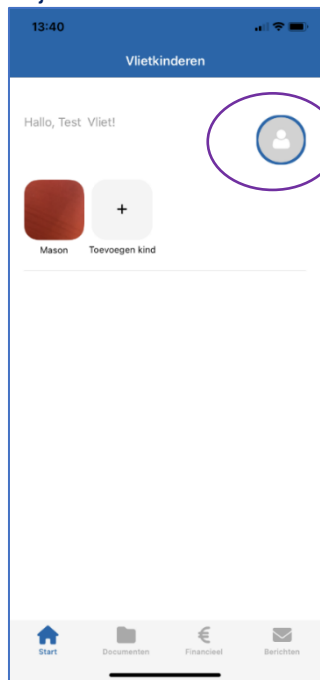 13:40
Vlietkinderen
Hallo, Test Vliet!
+
Mason Toevoegen kind
Start Documenten Financieel Berichten